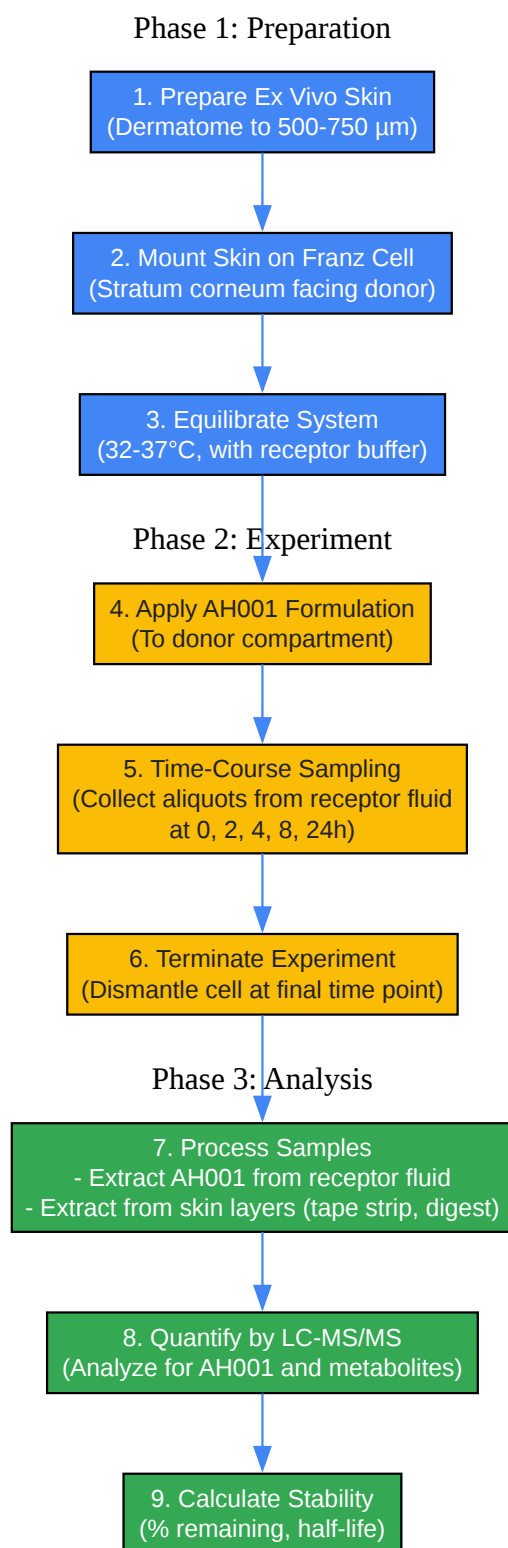 Phase 1: Preparation
1. Prepare Ex Vivo Skin
(Dermatome to 500-750 µm)
2. Mount Skin on Franz Cell
(Stratum corneum facing donor)
3. Equilibrate System
(32-37°C, with receptor buffer)
Phase 2: Experiment
4. Apply AH001 Formulation
(To donor compartment)
5. Time-Course Sampling
(Collect aliquots from receptor fluid
at 0, 2, 4, 8, 24h)
6. Terminate Experiment
(Dismantle cell at final time point)
Phase 3: Analysis
7. Process Samples
- Extract AH001 from receptor fluid
- Extract from skin layers (tape strip, digest)
8. Quantify by LC-MS/MS
(Analyze for AH001 and metabolites)
9. Calculate Stability
(% remaining, half-life)